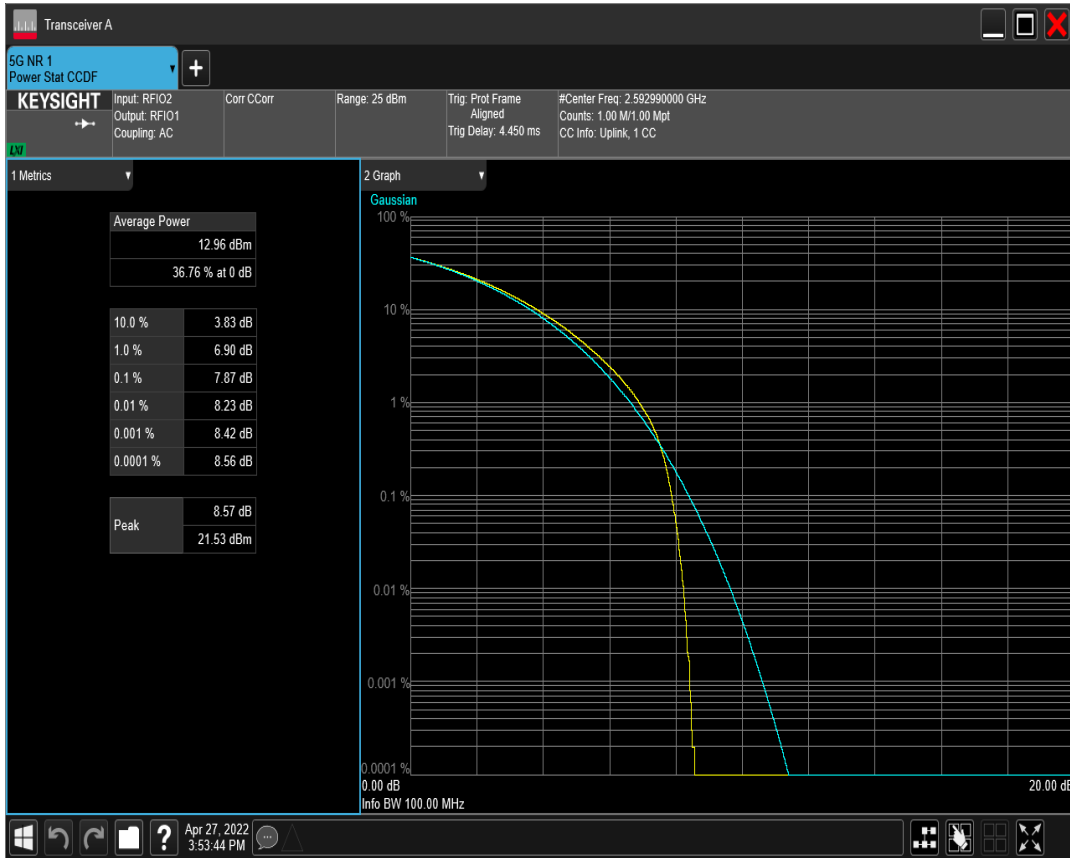 Transceiver A
5G NR 1
Power Stat CCDF
+
KEYSIGHT
LXI
Input: RFIO2
Output: RFIO1
Coupling: AC
Corr CCorr
Range: 25 dBm
Trig: Prot Frame
Aligned
Trig Delay: 4.450 ms
#Center Freq: 2.592990000 GHz
Counts: 1.00 M/1.00 Mpt
CC Info: Uplink, 1 CC
1 Metrics
Average Power
12.96 dBm
36.76 % at 0 dB
10.0 % 3.83 dB
1.0 % 6.90 dB
0.1 % 7.87 dB
0.01 % 8.23 dB
0.001 % 8.42 dB
0.0001 % 8.56 dB
Peak
8.57 dB
21.53 dBm
2 Graph
Gaussian
100 %
10 %
1 %
0.1 %
0.01 %
0.001 %
0.0001 %
0.00 dB 20.00 dB
Info BW 100.00 MHz
? Apr 27, 2022
3:53:44 PM